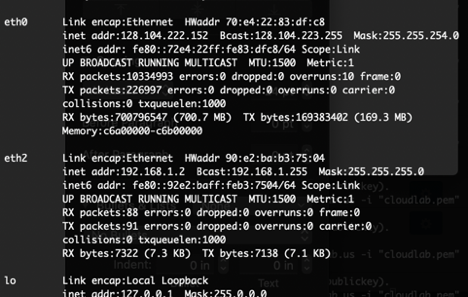 eth0 Link encap:Ethernet HWaddr 70:e4:22:83:df:c8
inet addr:128.104.222.152 Bcast:128.104.223.255 Mask:255.255.254.0
inet6 addr: fe80::72e4:22ff:fe83:dfc8/64 Scope:Link
UP BROADCAST RUNNING MULTICAST MTU:1500 Metric:1
RX packets:10334993 errors:0 dropped:0 overruns:10 frame:0
TX packets:226997 errors:0 dropped:0 overruns:0 carrier:0
collisions:0 txqueuelen:1000
RX bytes:700796547 (700.7 MB) TX bytes:169383402 (169.3 MB)
Memory:c6a00000-c6b00000
eth2 Link encap:Ethernet HWaddr 90:e2:ba:b3:75:04
inet addr:192.168.1.2 Bcast:192.168.1.255 Mask:255.255.255.0
inet6 addr: fe80::92e2:baff:feb3:7504/64 Scope:Link
UP BROADCAST RUNNING MULTICAST MTU:1500 Metric:1
RX packets:88 errors:0 dropped:0 overruns:0 frame:0
TX packets:91 errors:0 dropped:0 overruns:0 carrier:0
collisions:0 txqueuelen:1000
RX bytes:7322 (7.3 KB) TX bytes:7138 (7.1 KB)
b.us -i "cloudlab.pem"
Indent: 0 in 0 in
Text
lo Link encap:Local Loopback
inet addr:127.0.0.1 Mask:255.0.0.0